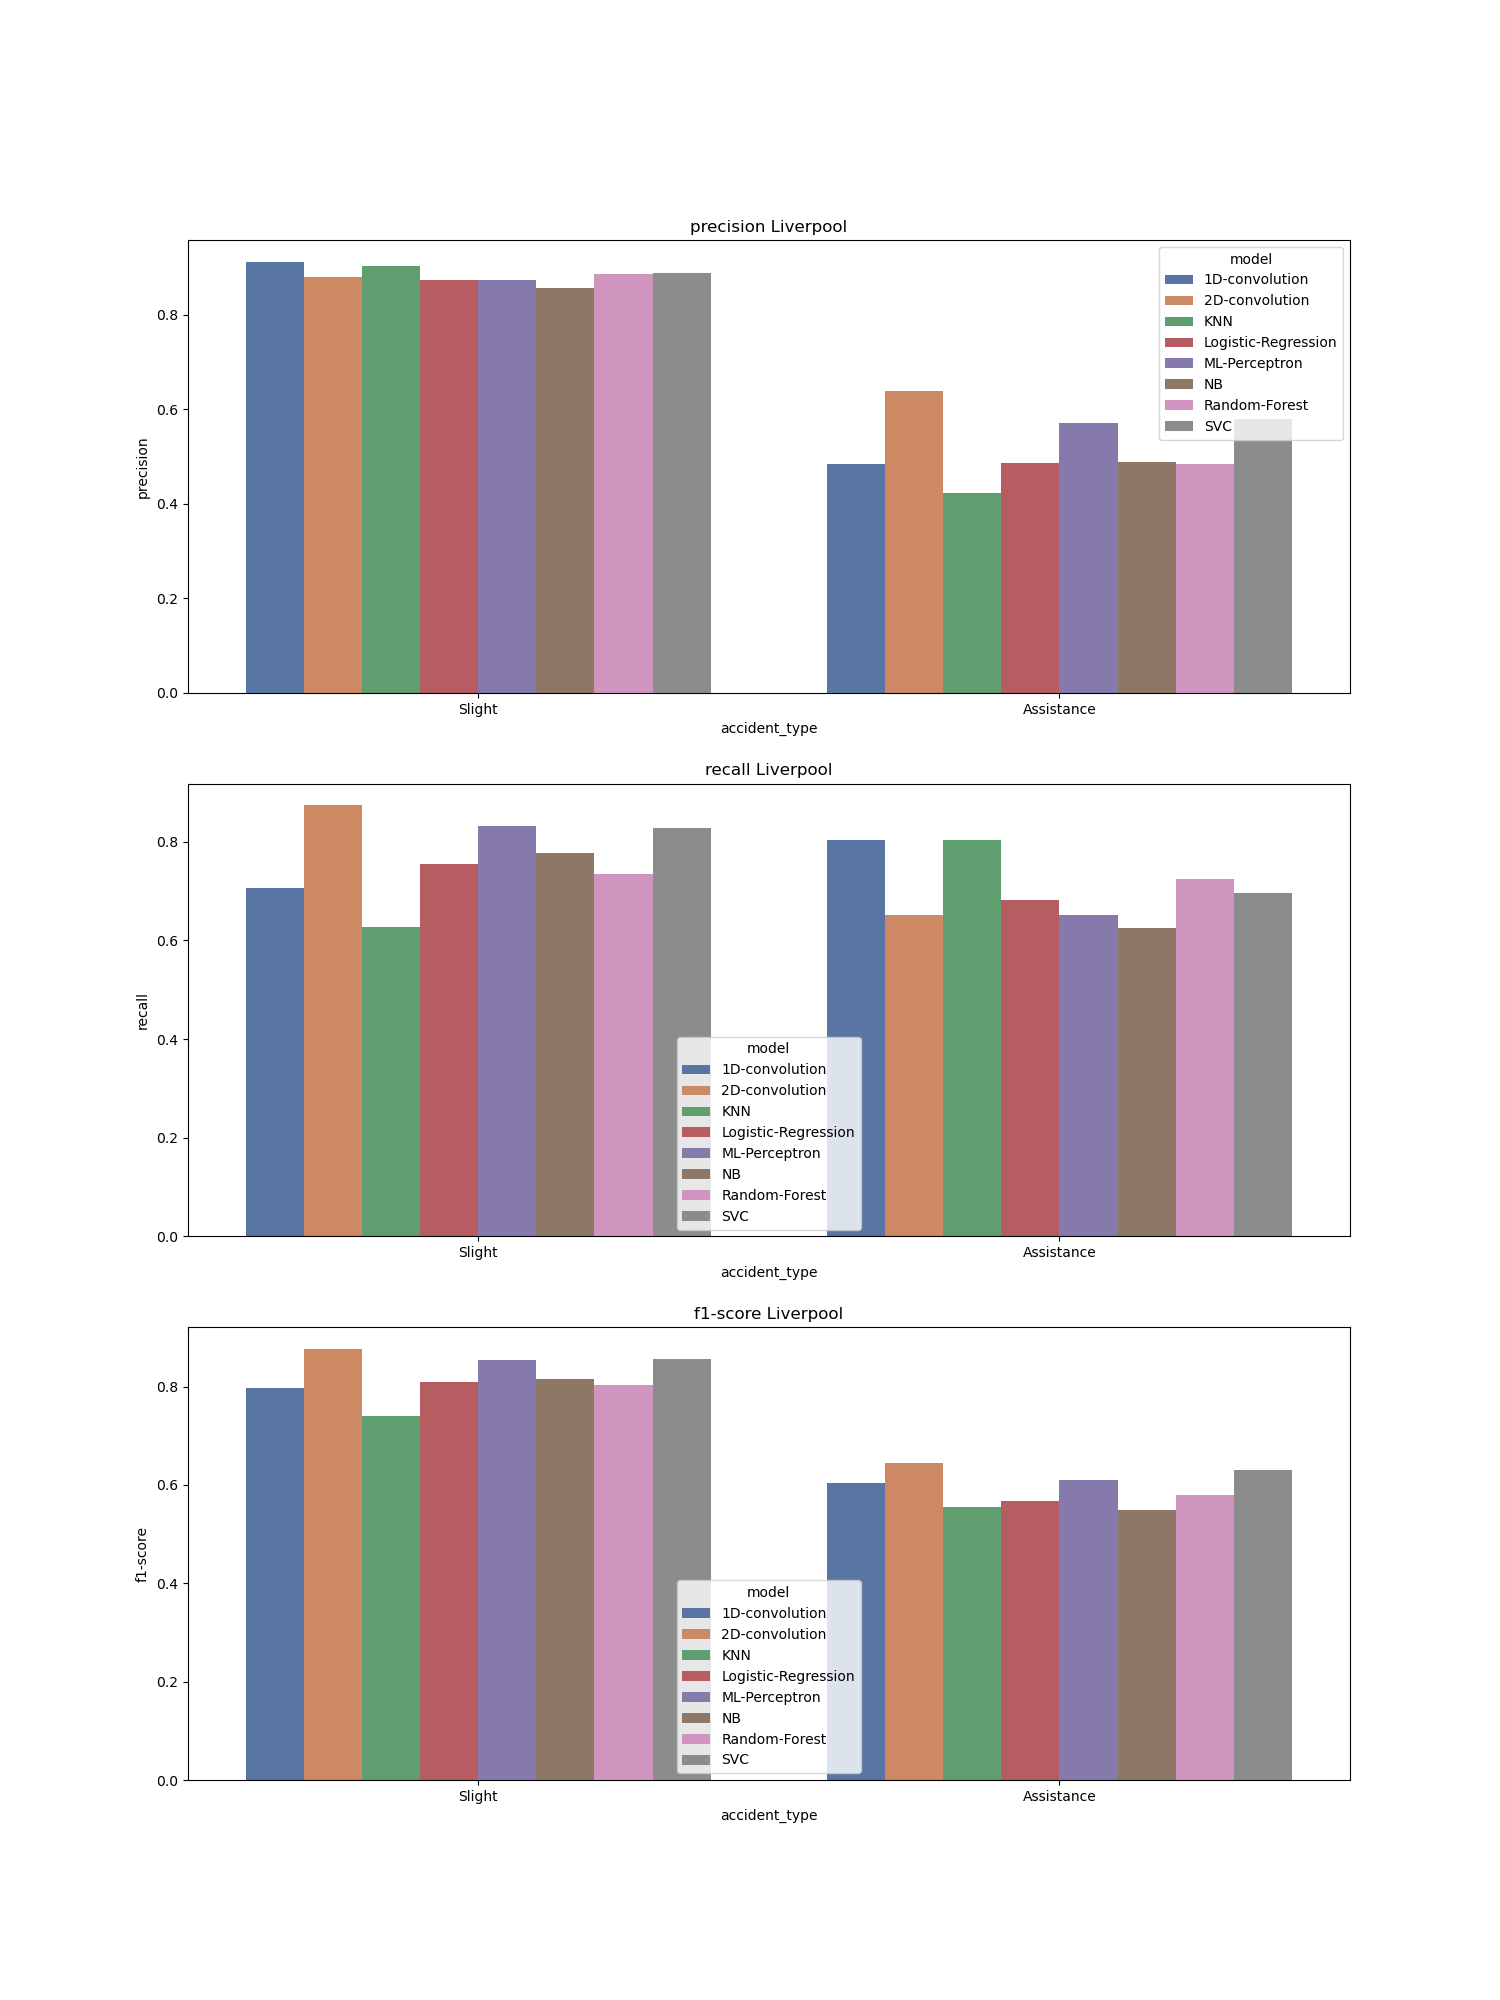 precision Liverpool
model
1D-convolution
2D-convolution
KNN
Logistic-Regression
ML-Perceptron
NB
Random-Forest
SVC
precision
0.8
0.6
0.4
0.2
0.0
Slight
Assistance
accident_type
recall Liverpool
recall
0.8
0.6
0.4
0.2
0.0
model
1D-convolution
2D-convolution
KNN
Logistic-Regression
ML-Perceptron
NB
Random-Forest
SVC
Slight
Assistance
accident_type
f1-score Liverpool
f1-score
0.8
0.6
0.4
0.2
0.0
model
1D-convolution
2D-convolution
KNN
Logistic-Regression
ML-Perceptron
NB
Random-Forest
SVC
Slight
Assistance
accident_type